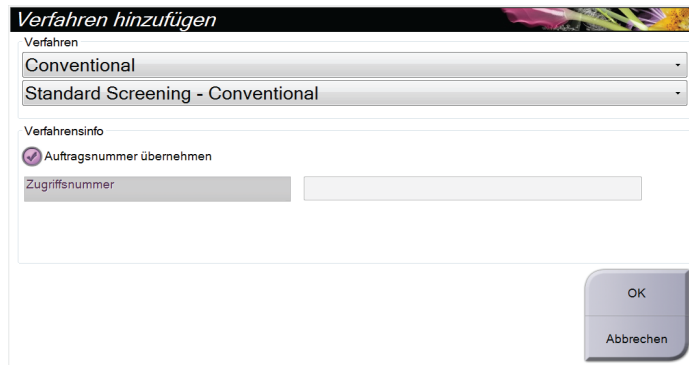 Verfahren hinzufügen
Verfahren
Conventional
Standard Screening - Conventional
Verfahrensinfo
Auftragsnummer übernehmen
Zugriffsnummer
OK
Abbrechen